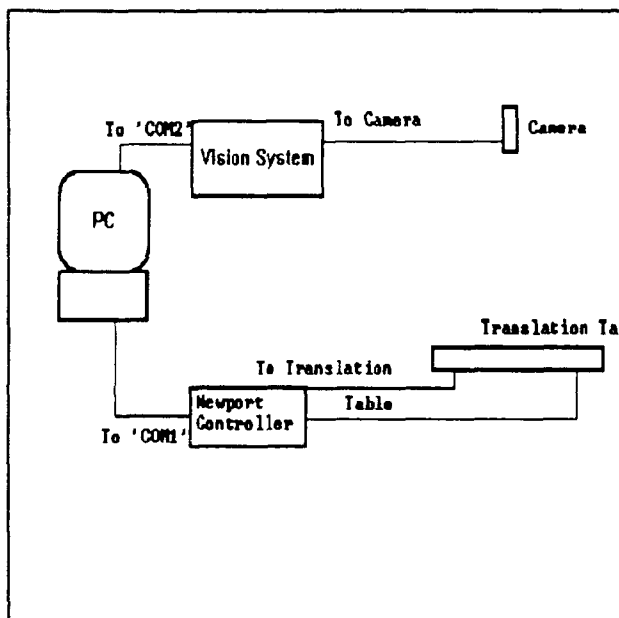 To 'COM2'
To Camera
Camera
Vision System
PC
Translation Ta
To Translation
Newport
Controller
Table
To 'COM1'